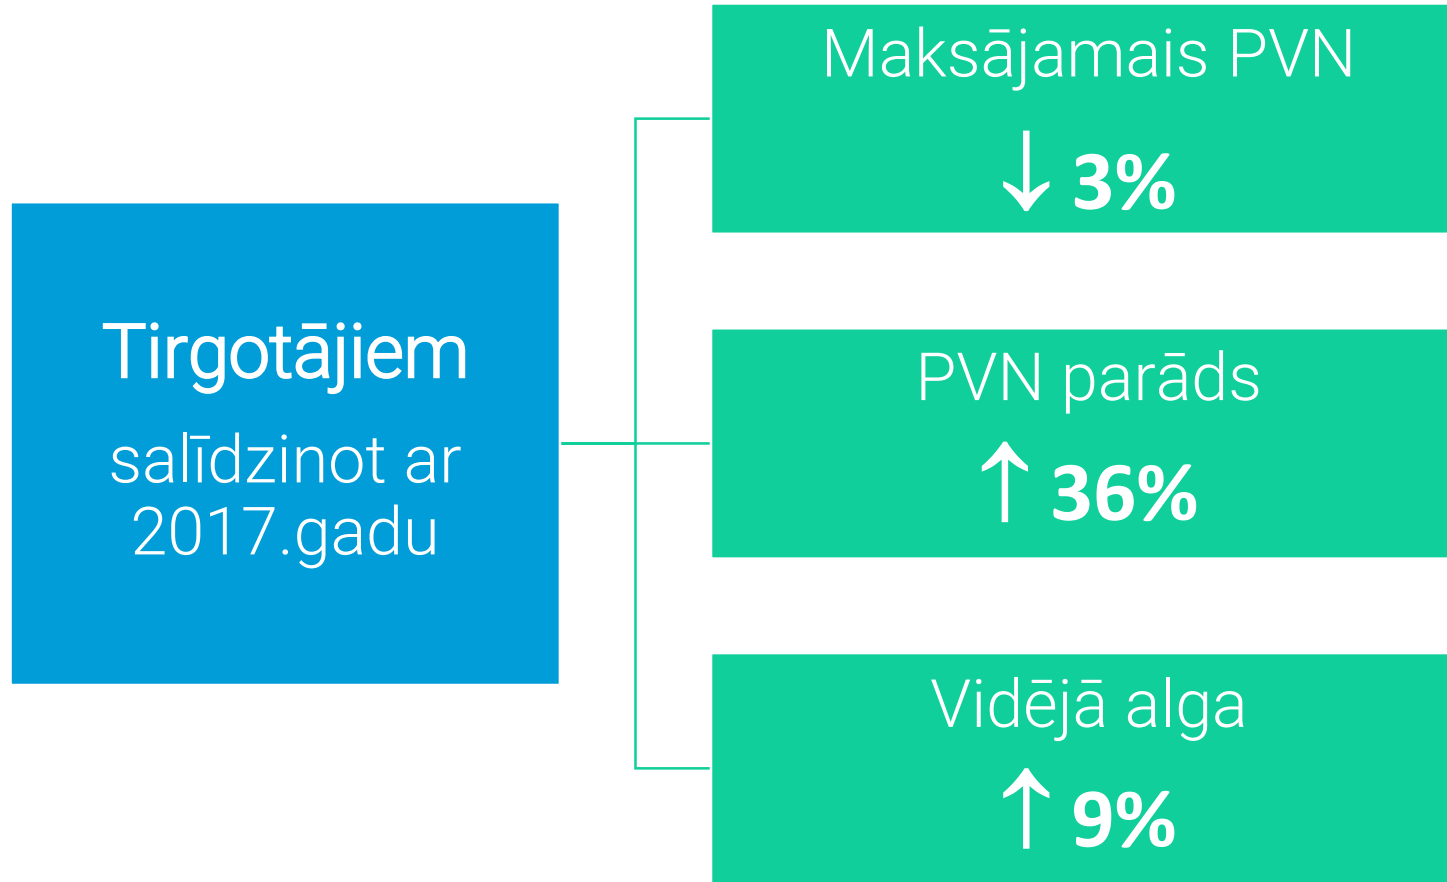 Tirgotājiem
salīdzinot ar
2017.gadu
Maksājamais PVN
↓ 3%
PVN parāds
↑ 36%
Vidējā alga
↑ 9%